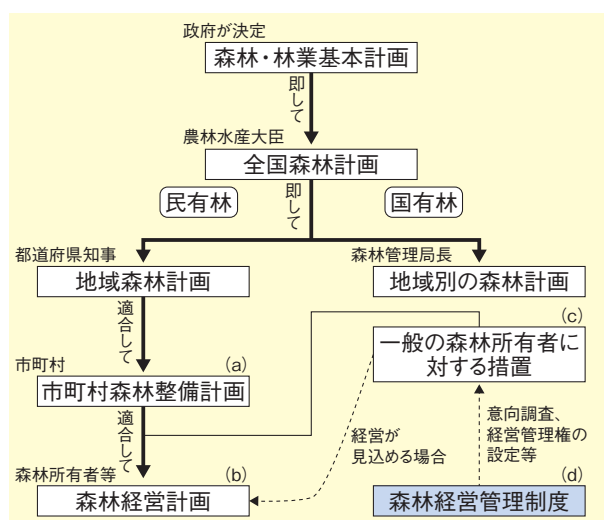 政府が決定
森林・林業基本計画
即して
農林水産大臣
全国森林計画
民有林
即して
国有林
都道府県知事
地域森林計画
森林管理局長
地域別の森林計画
適合して
市町村
(a)
市町村森林整備計画
(c)
一般の森林所有者に
対する措置
適合して
経営が
見込める場合
意向調査、
経営管理権の
設定等
森林所有者等
(b)
森林経営計画
(d)
森林経営管理制度